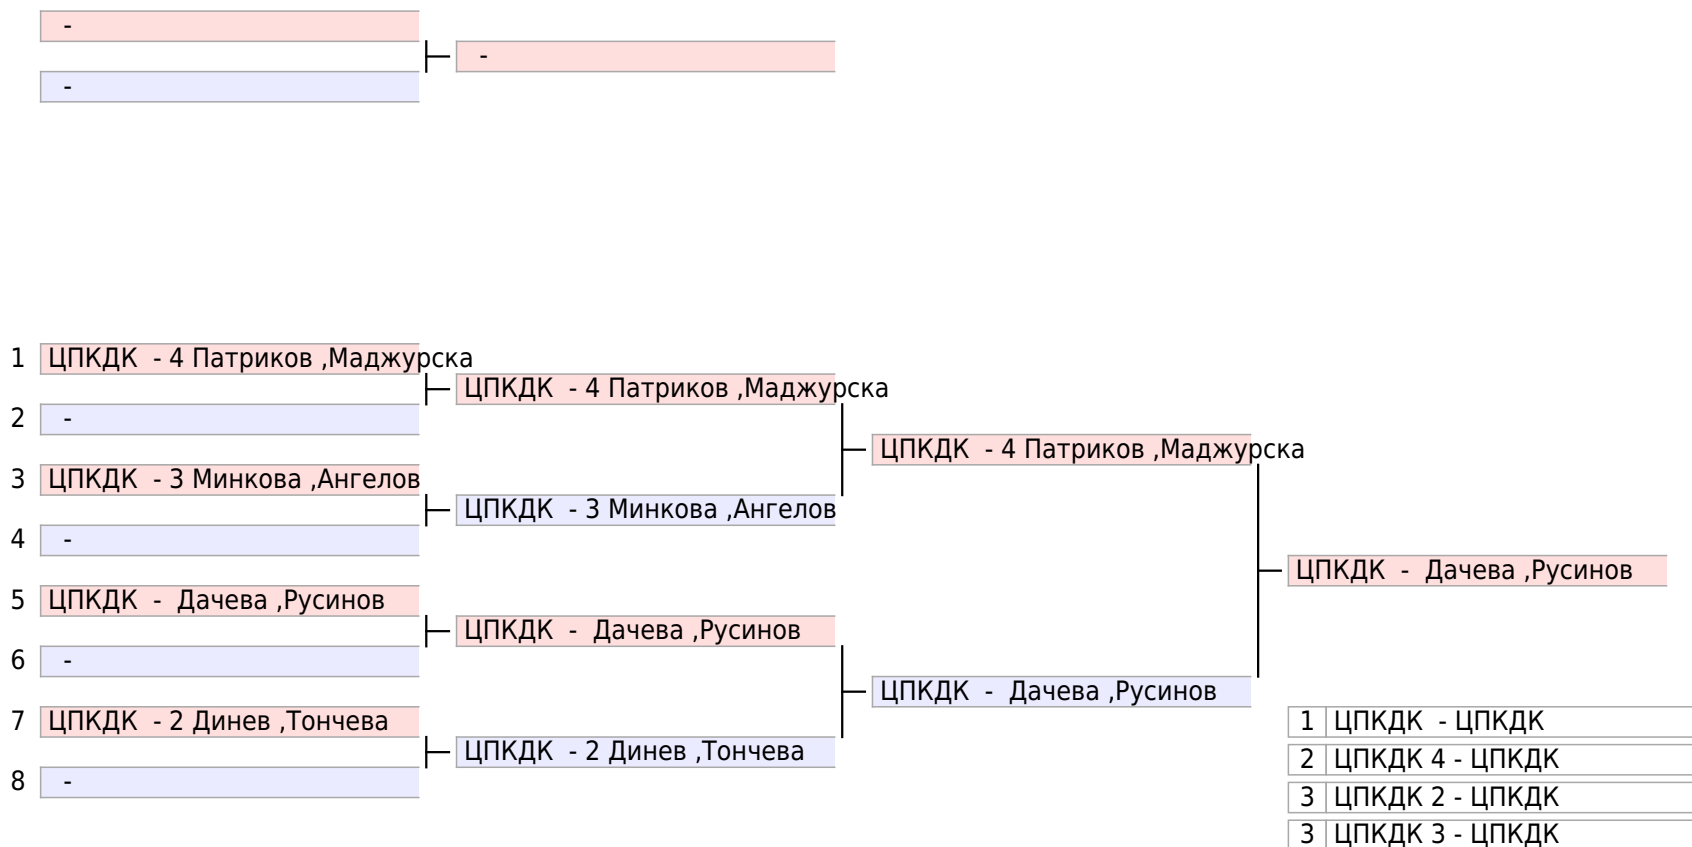 -
-
-
1 ЦПКДК - 4 Патриков ,Маджурска
ЦПКДК - 4 Патриков ,Маджурска
2 -
ЦПКДК - 4 Патриков ,Маджурска
3 ЦПКДК - 3 Минкова ,Ангелов
ЦПКДК - 3 Минкова ,Ангелов
4 -
ЦПКДК - Дачева ,Русинов
5 ЦПКДК - Дачева ,Русинов
ЦПКДК - Дачева ,Русинов
6 -
ЦПКДК - Дачева ,Русинов
7 ЦПКДК - 2 Динев ,Тончева
ЦПКДК - 2 Динев ,Тончева
8 -
1 ЦПКДК - ЦПКДК
2 ЦПКДК 4 - ЦПКДК
3 ЦПКДК 2 - ЦПКДК
3 ЦПКДК 3 - ЦПКДК